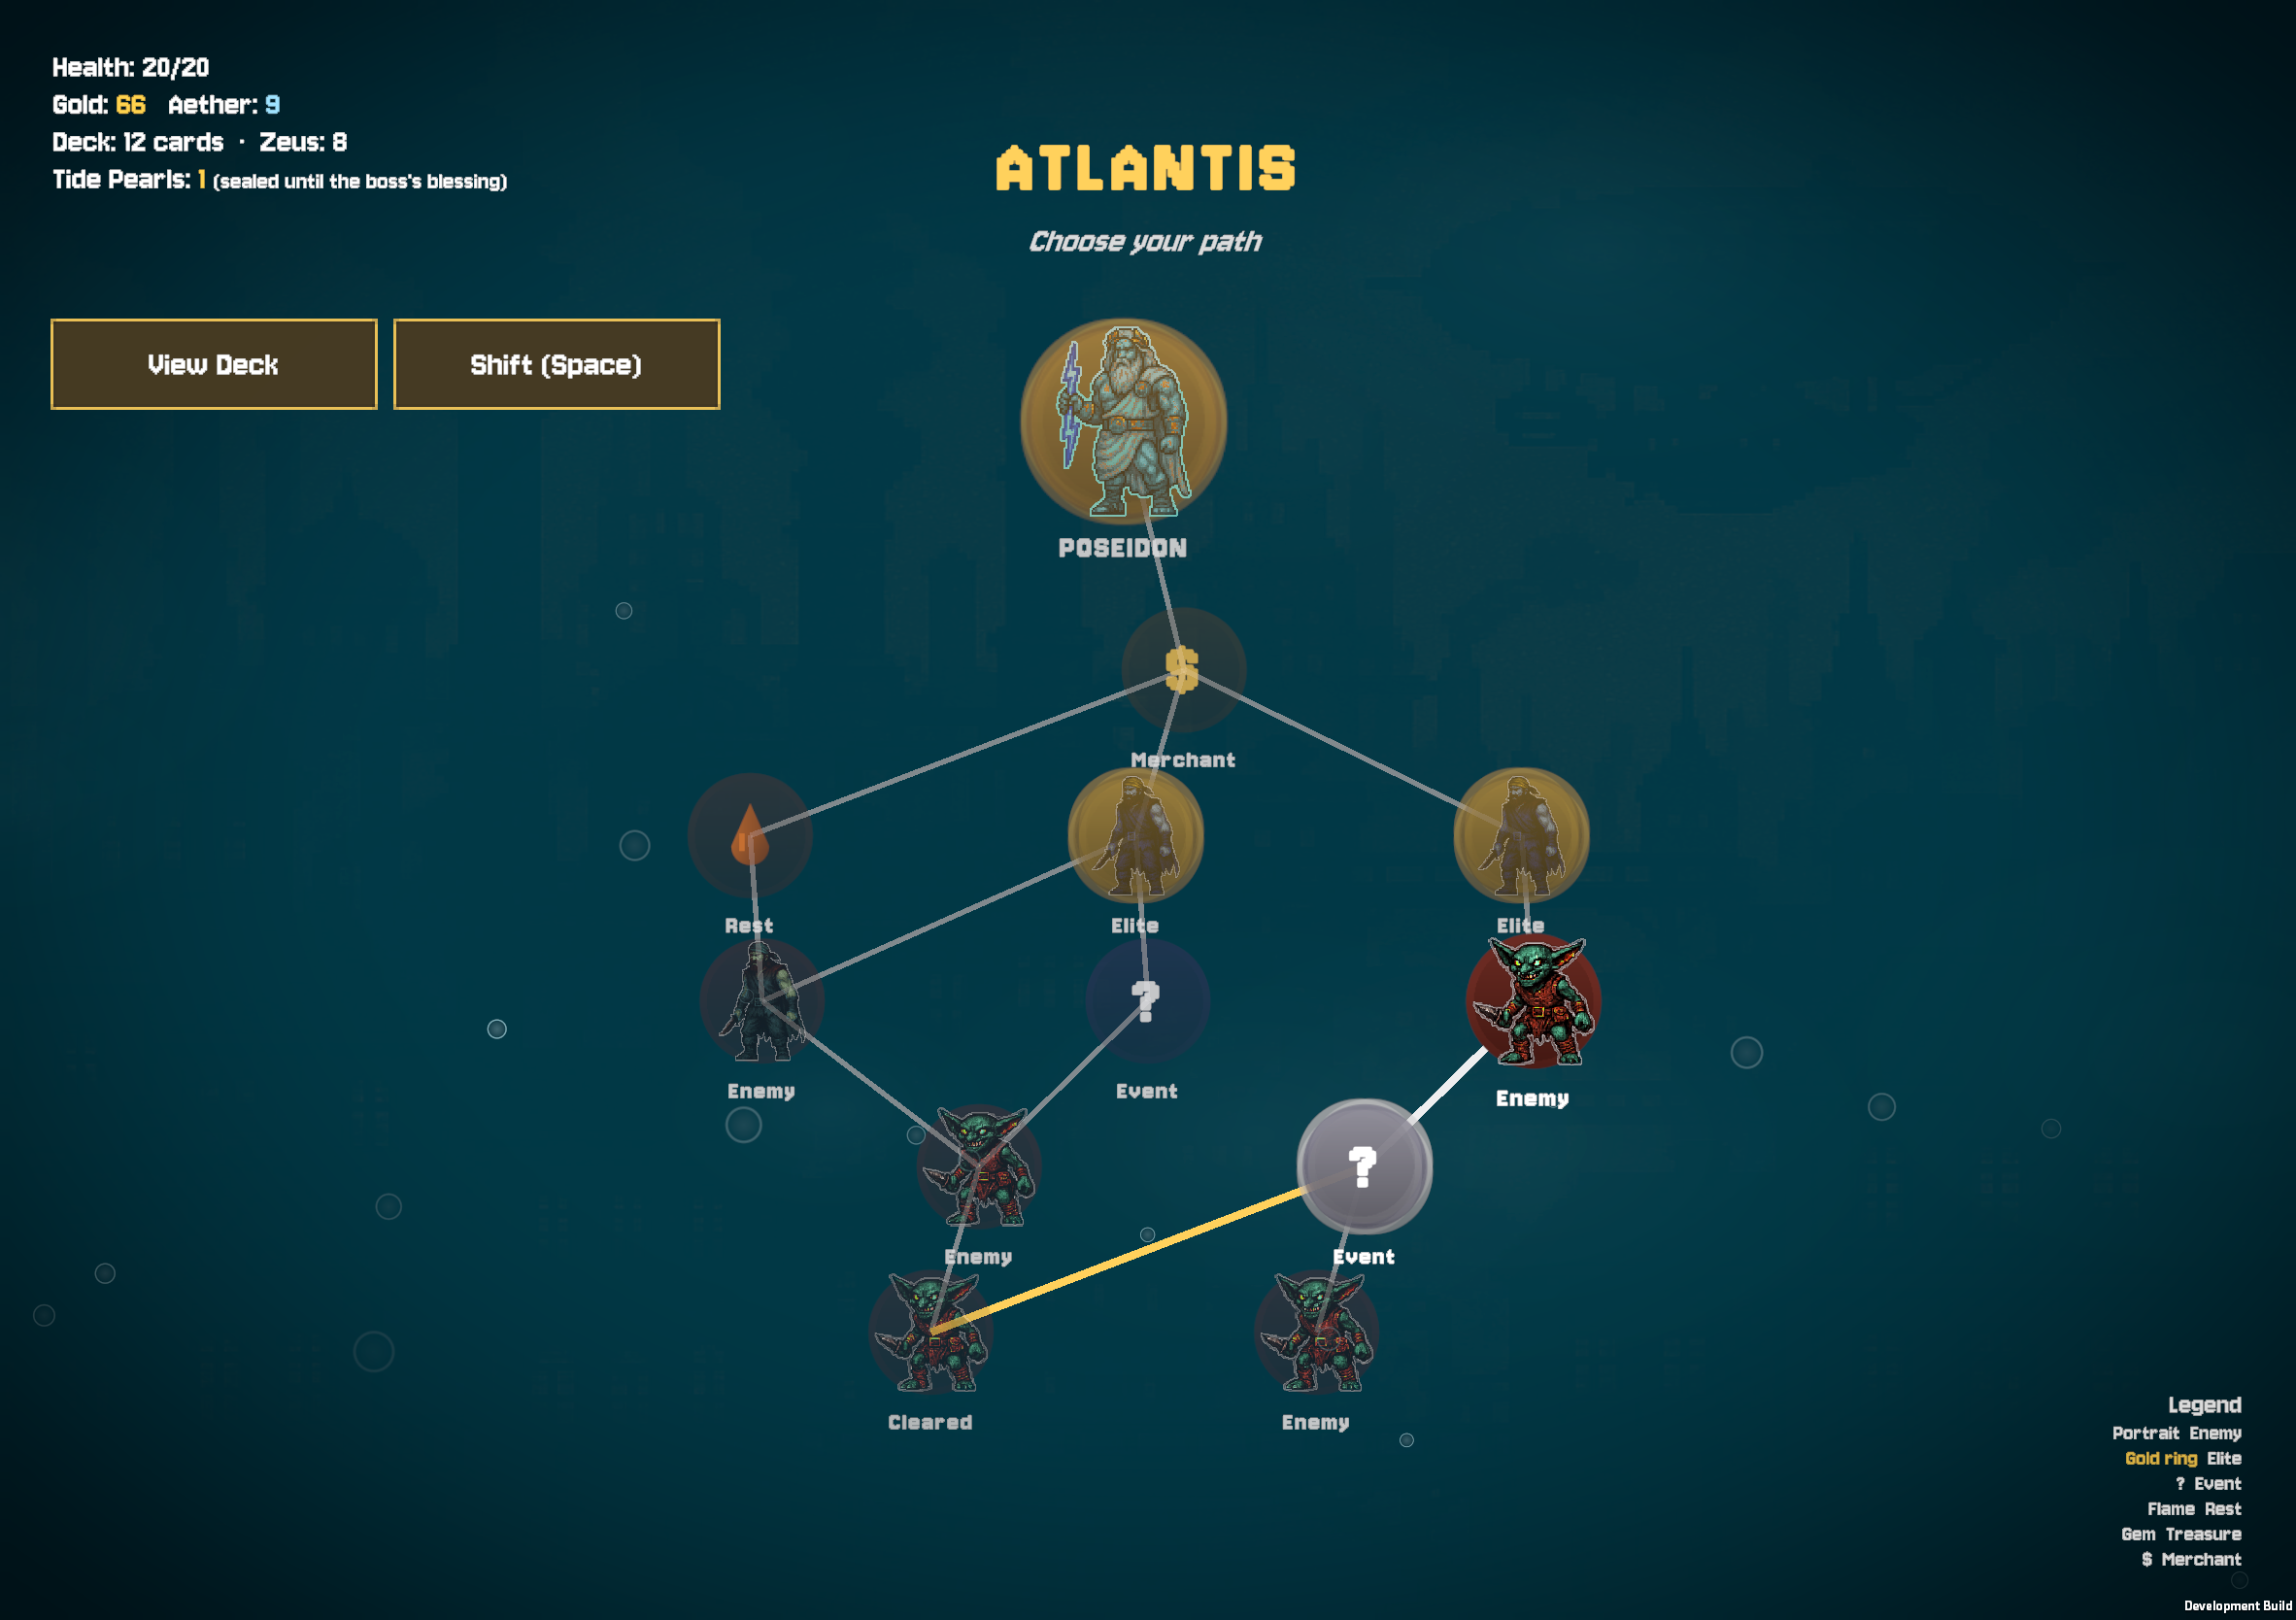 Health: 20/20
Gold: 66 Aether: 9
Deck: 12 cards · Zeus: 8
Tide Pearls: 1 (sealed until the boss's blessing)
ATLANTIS
Choose your path
View Deck
Shift (Space)
POSEIDON
$
Merchant
Rest
Elite
Elite
?
Enemy
Event
Enemy
?
Enemy
Event
Cleared
Enemy
Legend
Portrait Enemy
Gold ring Elite
? Event
Flame Rest
Gem Treasure
$ Merchant
Development Build